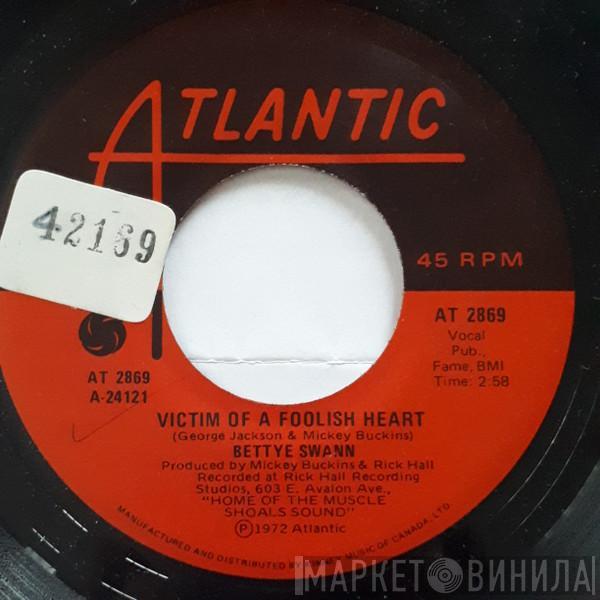 ATLANTIC
42169
45 RPM
AT 2869
Vocal
Pub.,
Fame, BMI
Time: 2:58
AT 2869
A-24121
VICTIM OF A FOOLISH HEART
(George Jackson & Mickey Buckins)
BETTYE SWANN
Produced by Mickey Buckins & Rick Hall
Recorded at Rick Hall Recording
Studios, 603 E. Avalon Ave.,
"HOME OF THE MUSCLE
SHOALS SOUND"
Ⓟ1972 Atlantic
MANUFACTURED AND DISTRIBUTED BY MUSIC OF CANADA, LTD.
МАРКЕТ ВИНИЛА